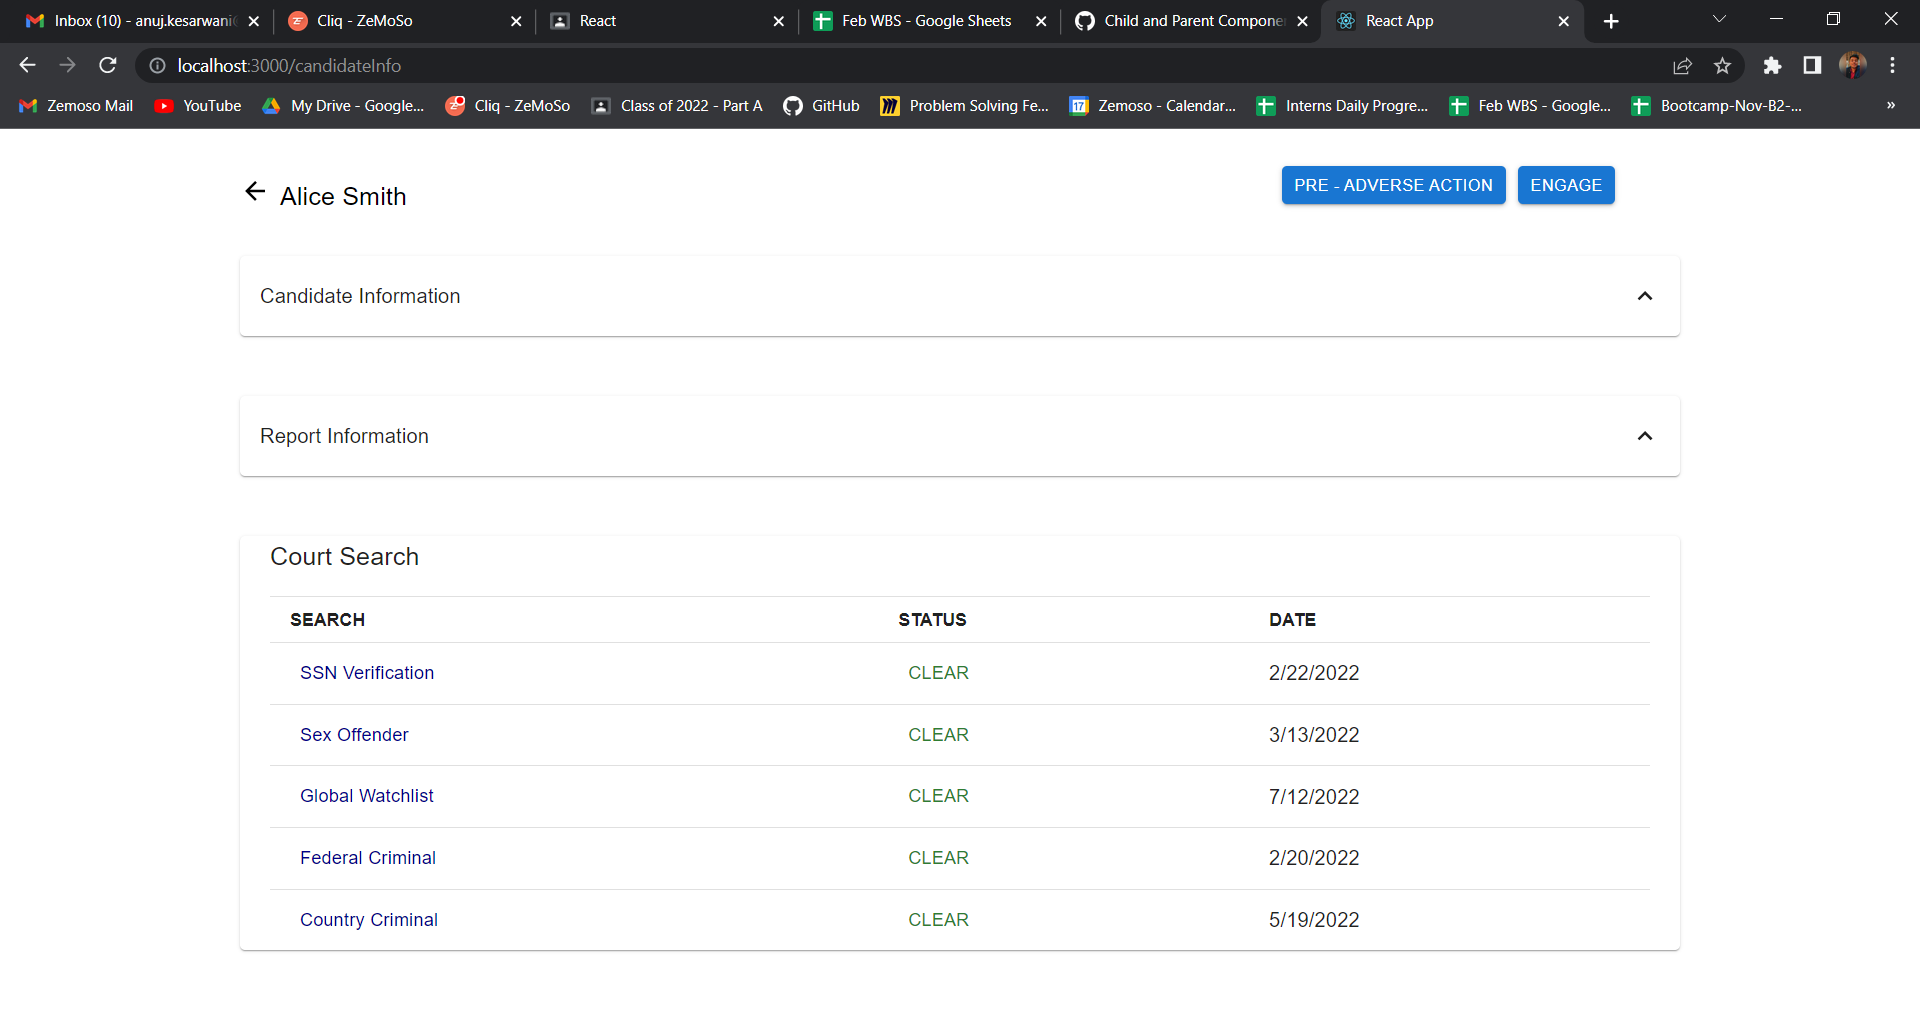 Inbox (10) - anuj.kesarwani
Cliq - ZeMoSo
React
Feb WBS - Google Sheets
Child and Parent Compone
React App
localhost:3000/candidateInfo
Zemoso Mail
YouTube
My Drive - Google...
Cliq - ZeMoSo
Class of 2022 - Part A
GitHub
Problem Solving Fe...
17
Zemoso - Calendar...
Interns Daily Progre...
Feb WBS - Google...
Bootcamp-Nov-B2-...
»
Alice Smith
PRE - ADVERSE ACTION
ENGAGE
Candidate Information
Report Information
Court Search
SEARCH STATUS DATE
SSN Verification CLEAR 2/22/2022
Sex Offender CLEAR 3/13/2022
Global Watchlist CLEAR 7/12/2022
Federal Criminal CLEAR 2/20/2022
Country Criminal CLEAR 5/19/2022